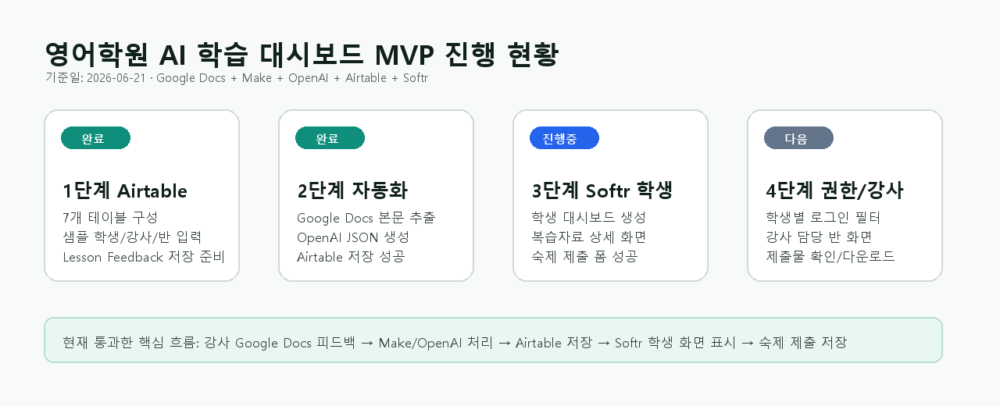 영어학원 AI 학습 대시보드 MVP 진행 현황
기준일: 2026-06-21 · Google Docs + Make + OpenAI + Airtable + Softr
완료
1단계 Airtable
7개 테이블 구성
샘플 학생/강사/반 입력
Lesson Feedback 저장 준비
완료
2단계 자동화
Google Docs 본문 추출
OpenAI JSON 생성
Airtable 저장 성공
진행중
3단계 Softr 학생
학생 대시보드 생성
복습자료 상세 화면
숙제 제출 폼 성공
다음
4단계 권한/강사
학생별 로그인 필터
강사 담당 반 화면
제출물 확인/다운로드
현재 통과한 핵심 흐름: 강사 Google Docs 피드백 → Make/OpenAI 처리 → Airtable 저장 → Softr 학생 화면 표시 → 숙제 제출 저장